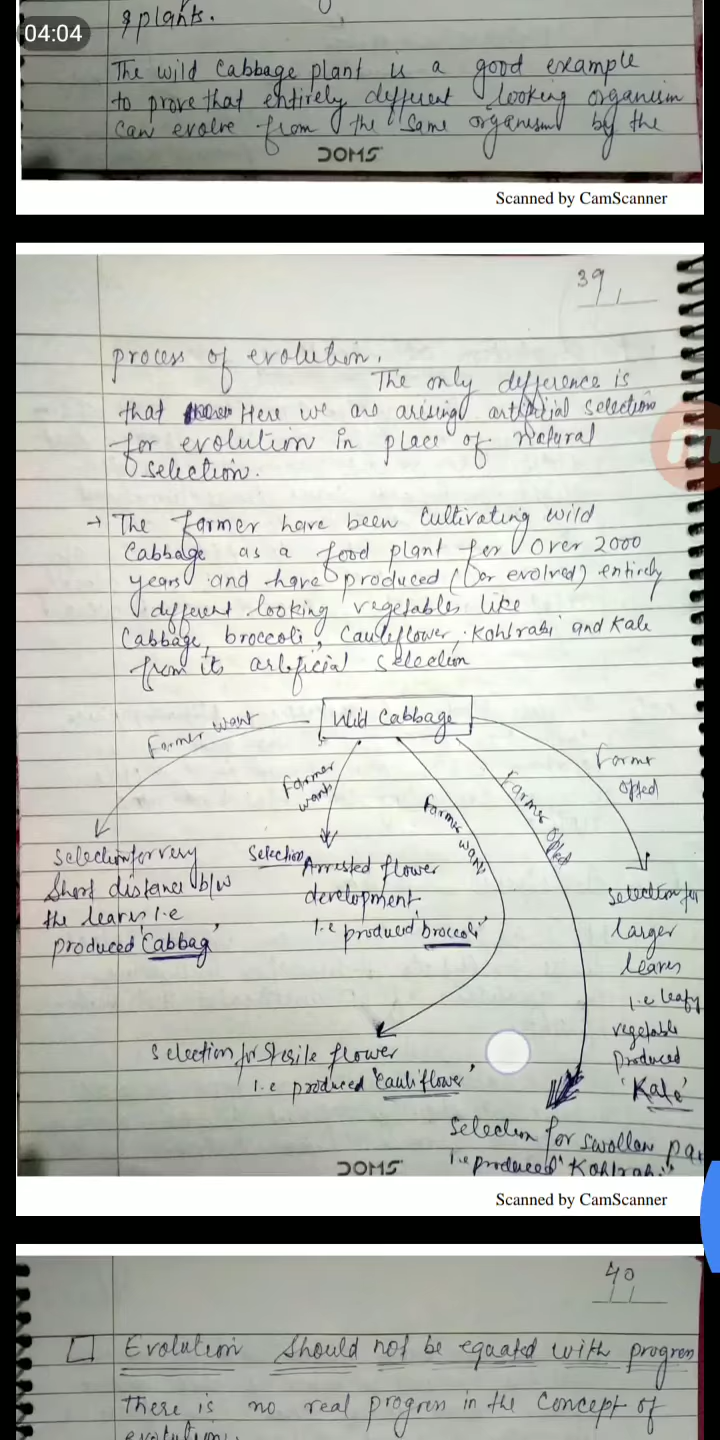 04:04
& plants.
The wild Cabbage plant is a good example
to prove that entirely different looking organism
can evolve from the same organism by the
DOMS
Scanned by CamScanner
39
process of evolution.
The only difference is
that Here we are arising artificial selection
for evolution in place of natural
selection.
→ The farmer have been cultivating wild
Cabbage as a food plant for over 2000
years and have produced (or evolved) entirely
different looking vegetables like
Cabbage, broccoli, Cauliflower, Kohlrabi and Kale
from its artificial selection
Wild Cabbage
Farmer want
Farmer wants
Farmer want
Farmer opted
Farmr opted
Selection for very
Short distance b/w
the leaves i.e
produced 'Cabbag'
Selection Arrested flower
development
i.e produced 'broccoli'
Selection for Sterile flower
i.e produced 'Cauliflower'
Selection for
larger
leaves
i.e leafy
vegetable
produced
'Kale'
Selection for swollen
i.e produced "Kohlrabi"
DOMS
Scanned by CamScanner
40
Evolution Should not be equated with progress
there is no real progress in the Concept of
evolution.